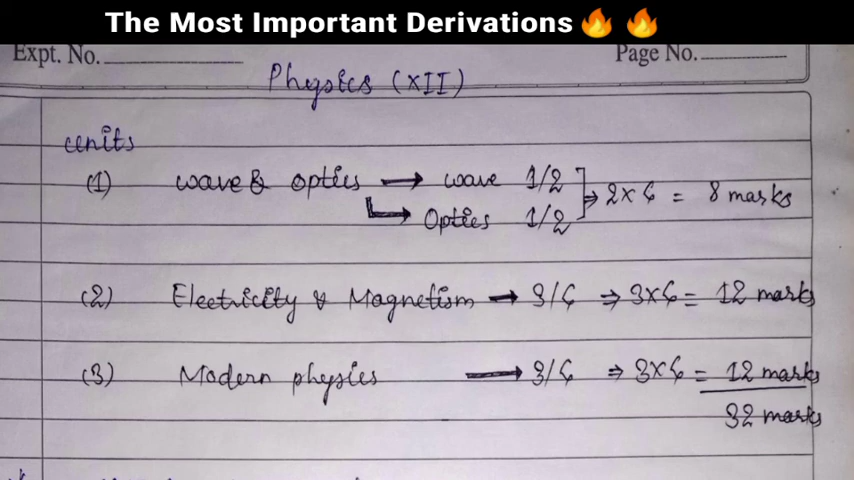 The Most Important Derivations🔥🔥
Expt. No. Page No.
Physics (XII)
units
(1) wave & optics → wave 1/2
↳ Optics 1/2 ⇒ 2×4 = 8 marks
(2) Electricity & Magnetism → 3/4 ⇒ 3×4 = 12 marks
(3) Modern physics → 3/4 ⇒ 3×4 = 12 marks
32 marks